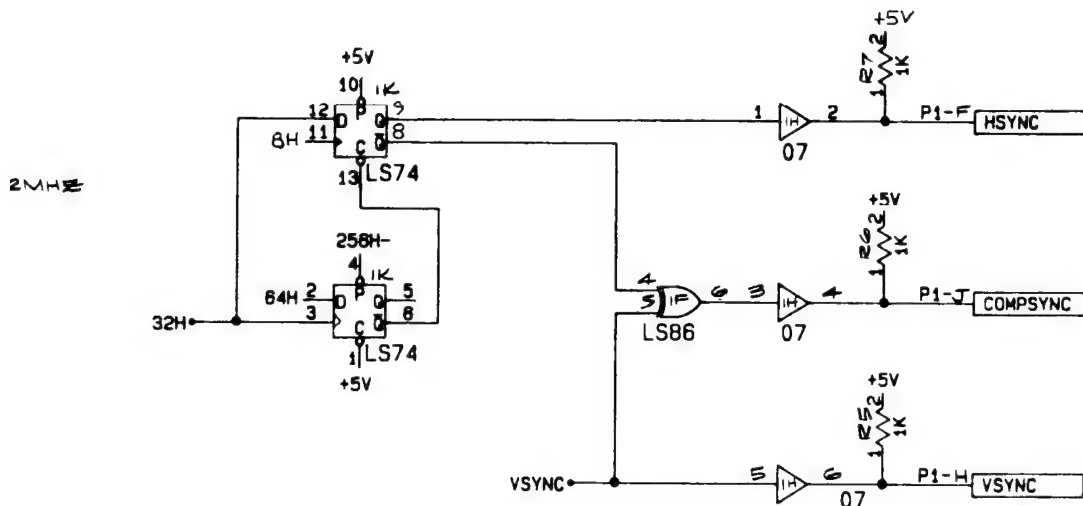 +5V
+5V
10
1K
2
R7
1K
12
P
9
1
1
1H
2
P1-F
HSYNC
D
Q
8H
11
8
07
C
Q
LS74
13
2MHZ
+5V
2
R6
1K
256H-
4
1K
1
4
64H
2
P
5
5
1F
6
3
1H
4
P1-J
COMPSYNC
D
Q
32H
3
6
LS86
07
C
Q
LS74
1
+5V
+5V
2
R5
1K
1
VSYNC
5
1H
6
P1-H
VSYNC
07